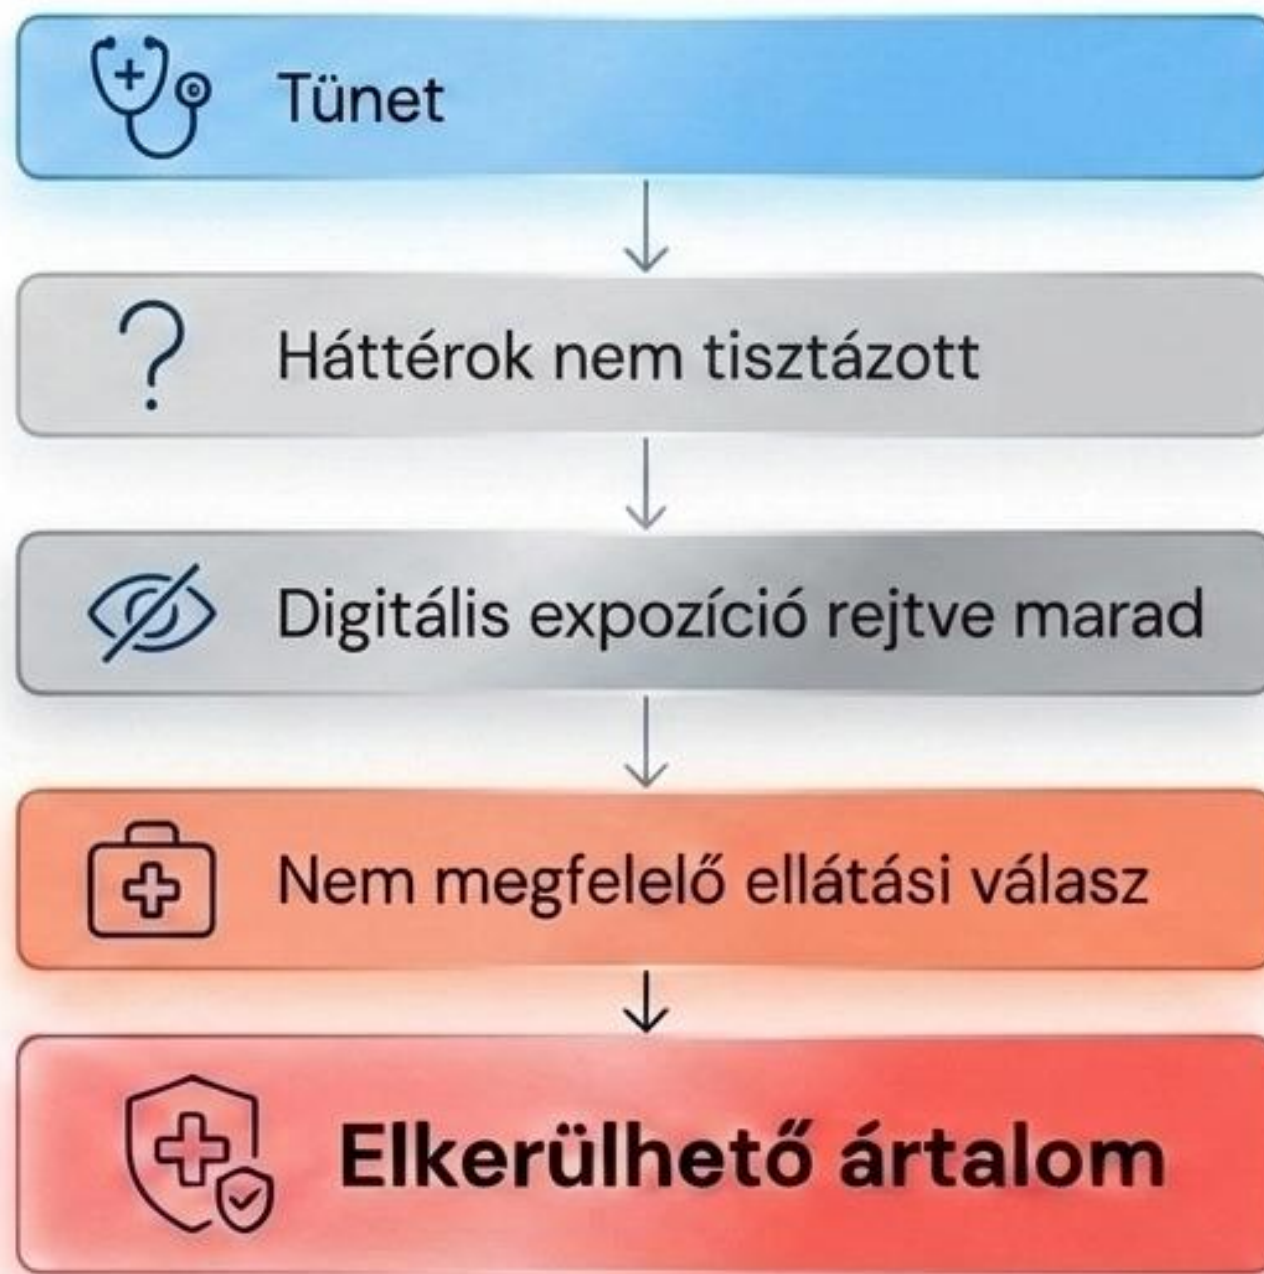 Tünet
Háttérok nem tisztázott
Digitális expozíció rejtve marad
Nem megfelelő ellátási válasz
Elkerülhető ártalom